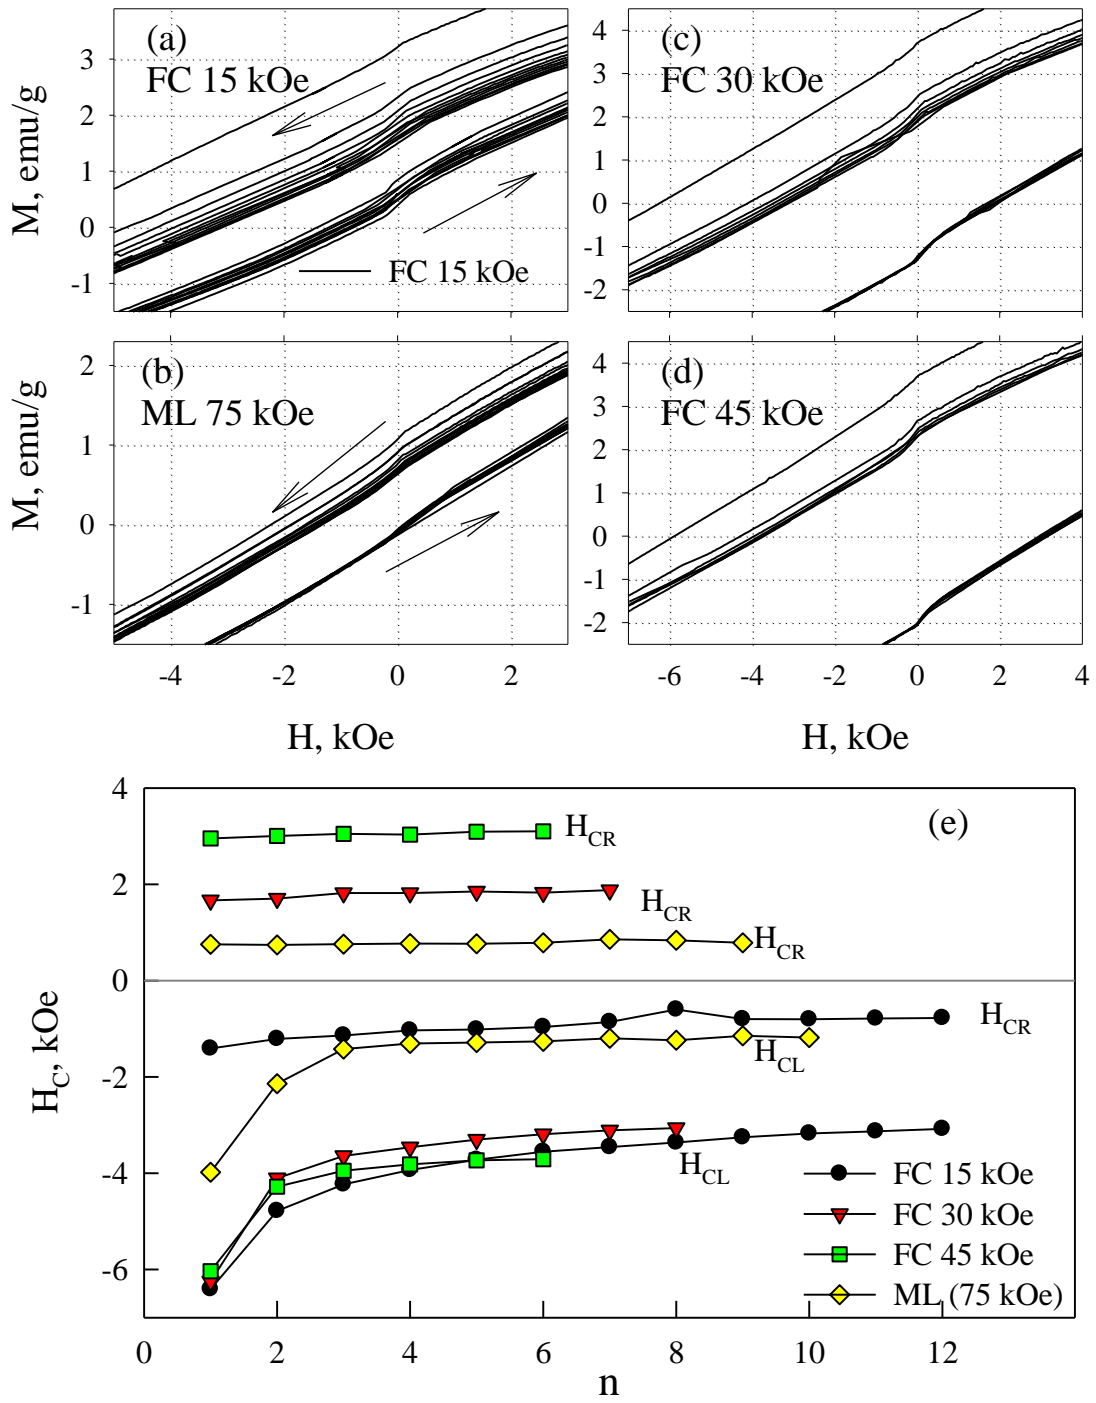 (a)
FC 15 kOe
3
2
1
0
-1
M, emu/g
FC 15 kOe
(c)
FC 30 kOe
4
3
2
1
0
-1
-2
(b)
ML 75 kOe
2
1
0
-1
M, emu/g
-4 -2 0 2
H, kOe
(d)
FC 45 kOe
4
3
2
1
0
-1
-2
-6 -4 -2 0 2 4
H, kOe
(e)
4
2
0
-2
-4
-6
H_C, kOe
H_CR
H_CR
H_CR
H_CR
H_CL
H_CL
FC 15 kOe
FC 30 kOe
FC 45 kOe
ML (75 kOe)
0 2 4 6 8 10 12
n